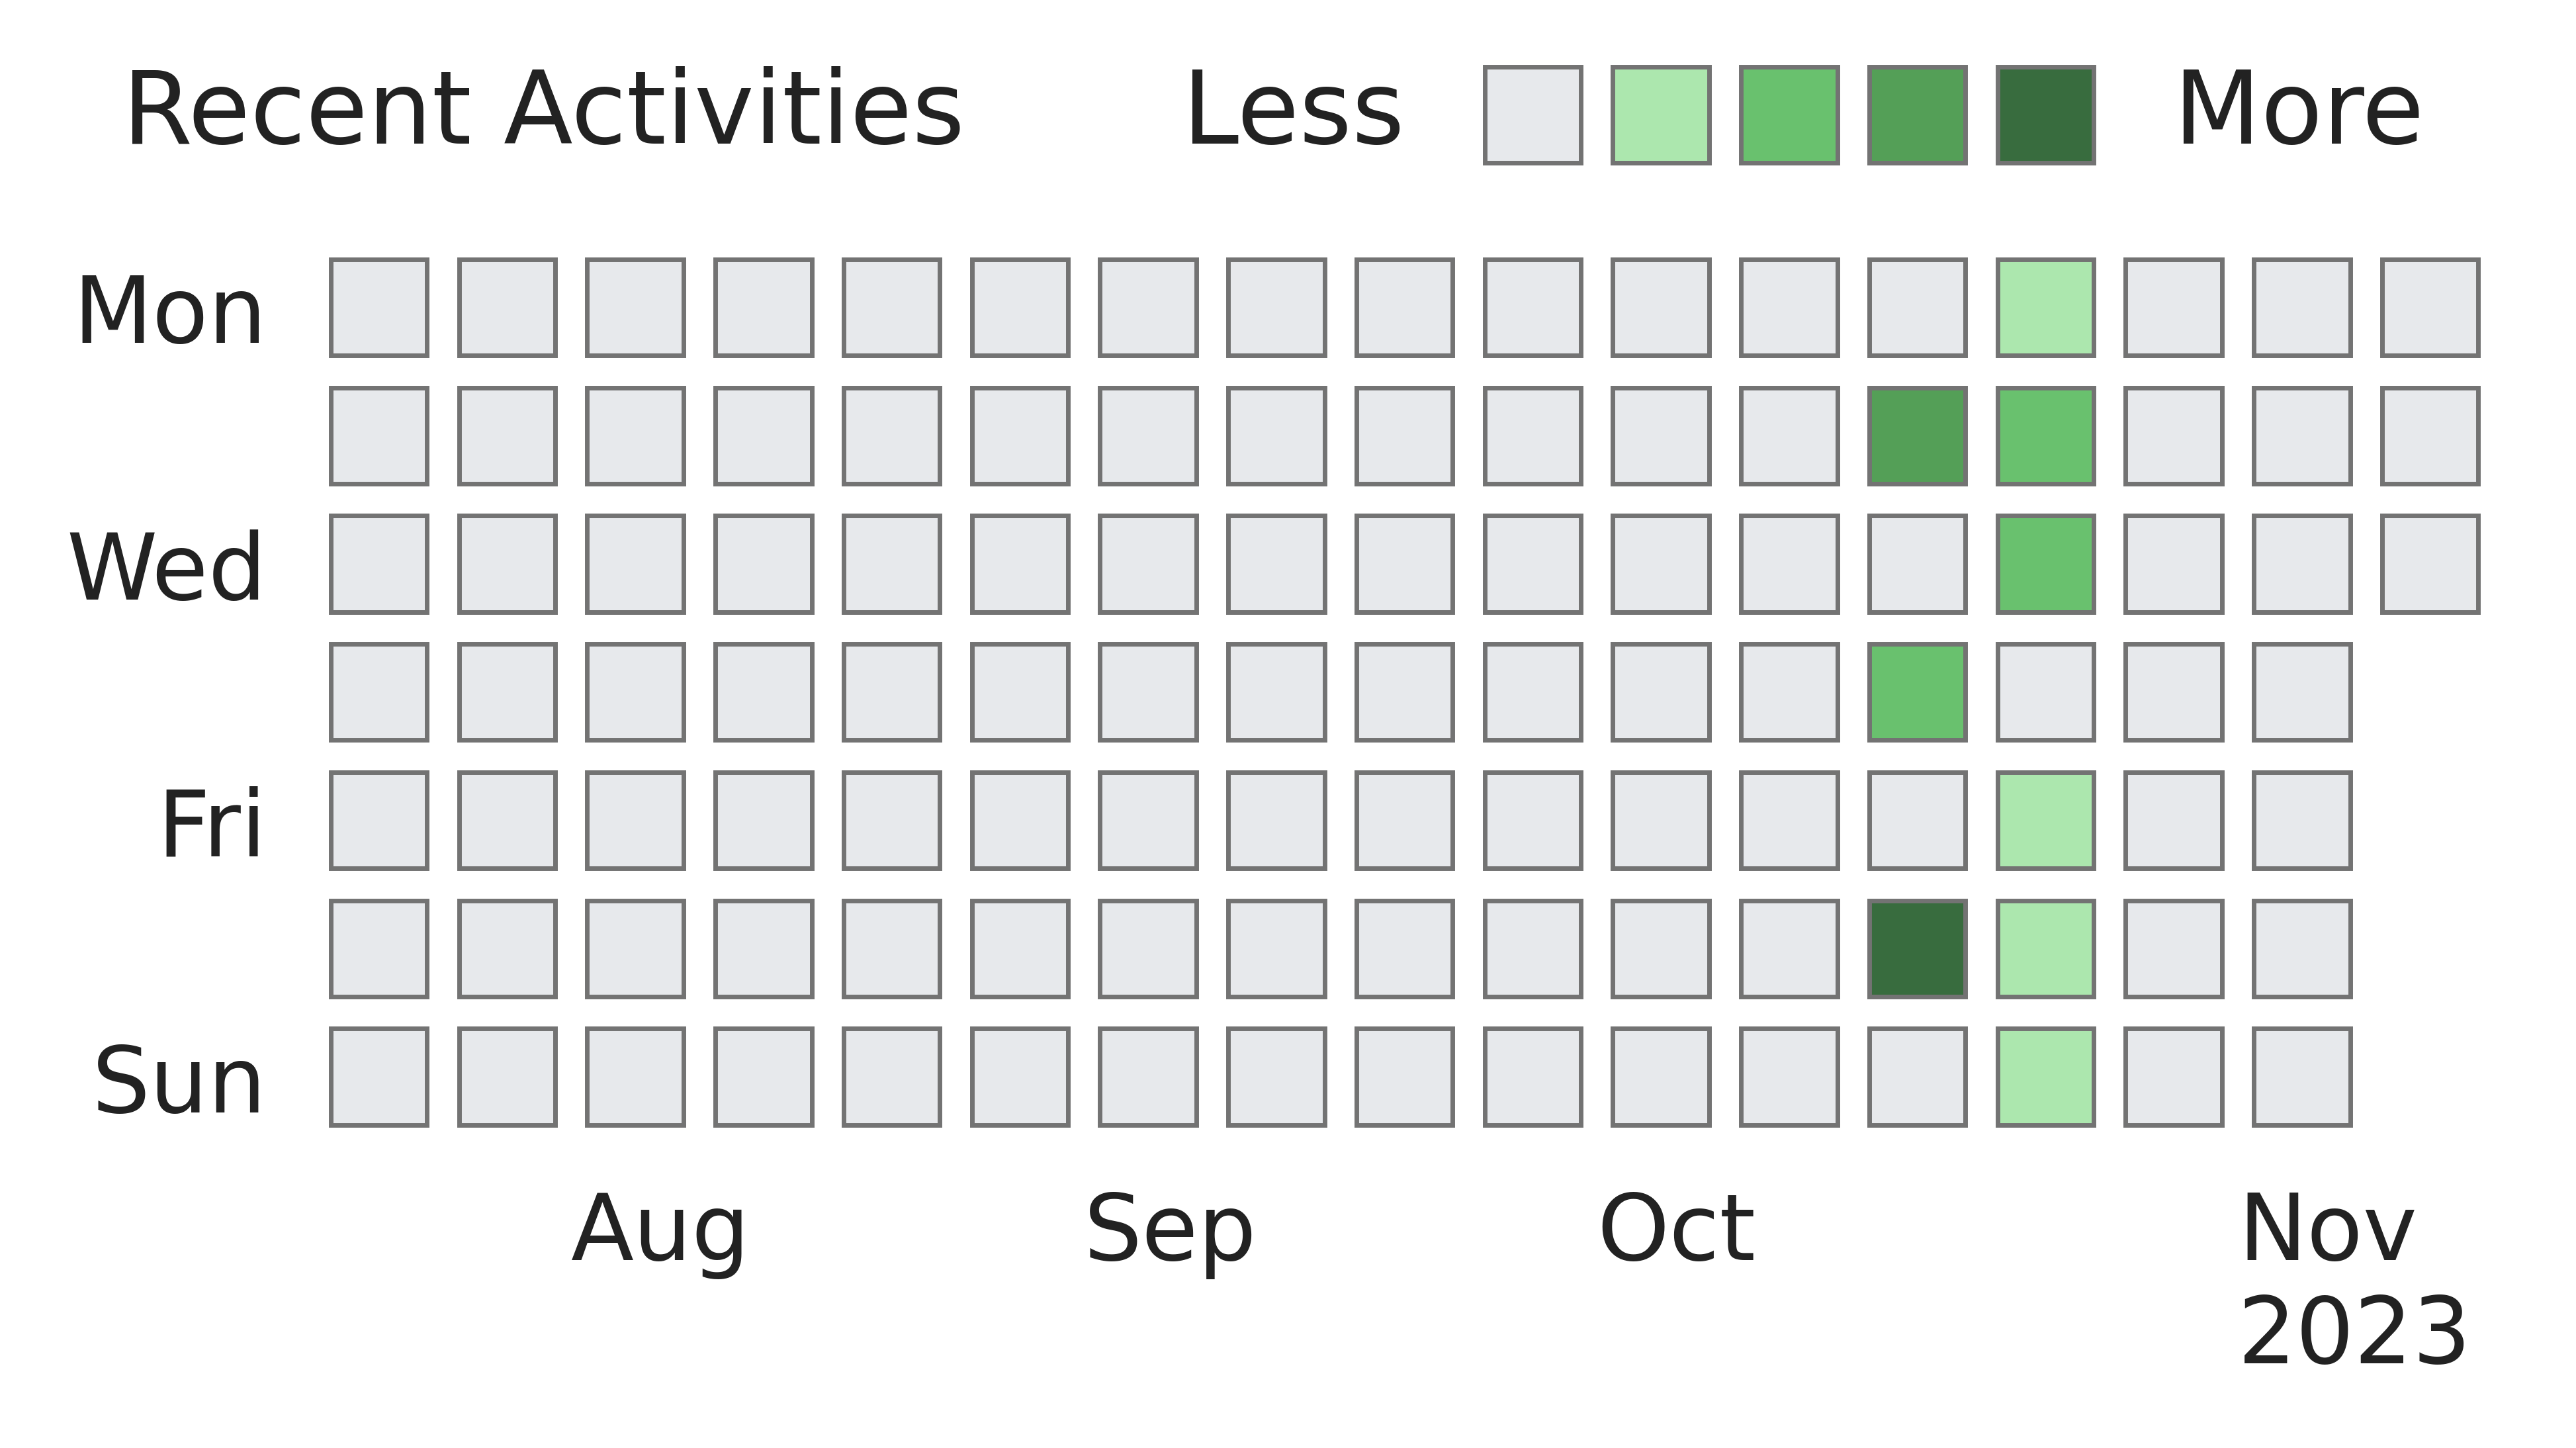 Recent Activities Less More
Mon
Wed
Fri
Sun
Aug Sep Oct Nov
2023